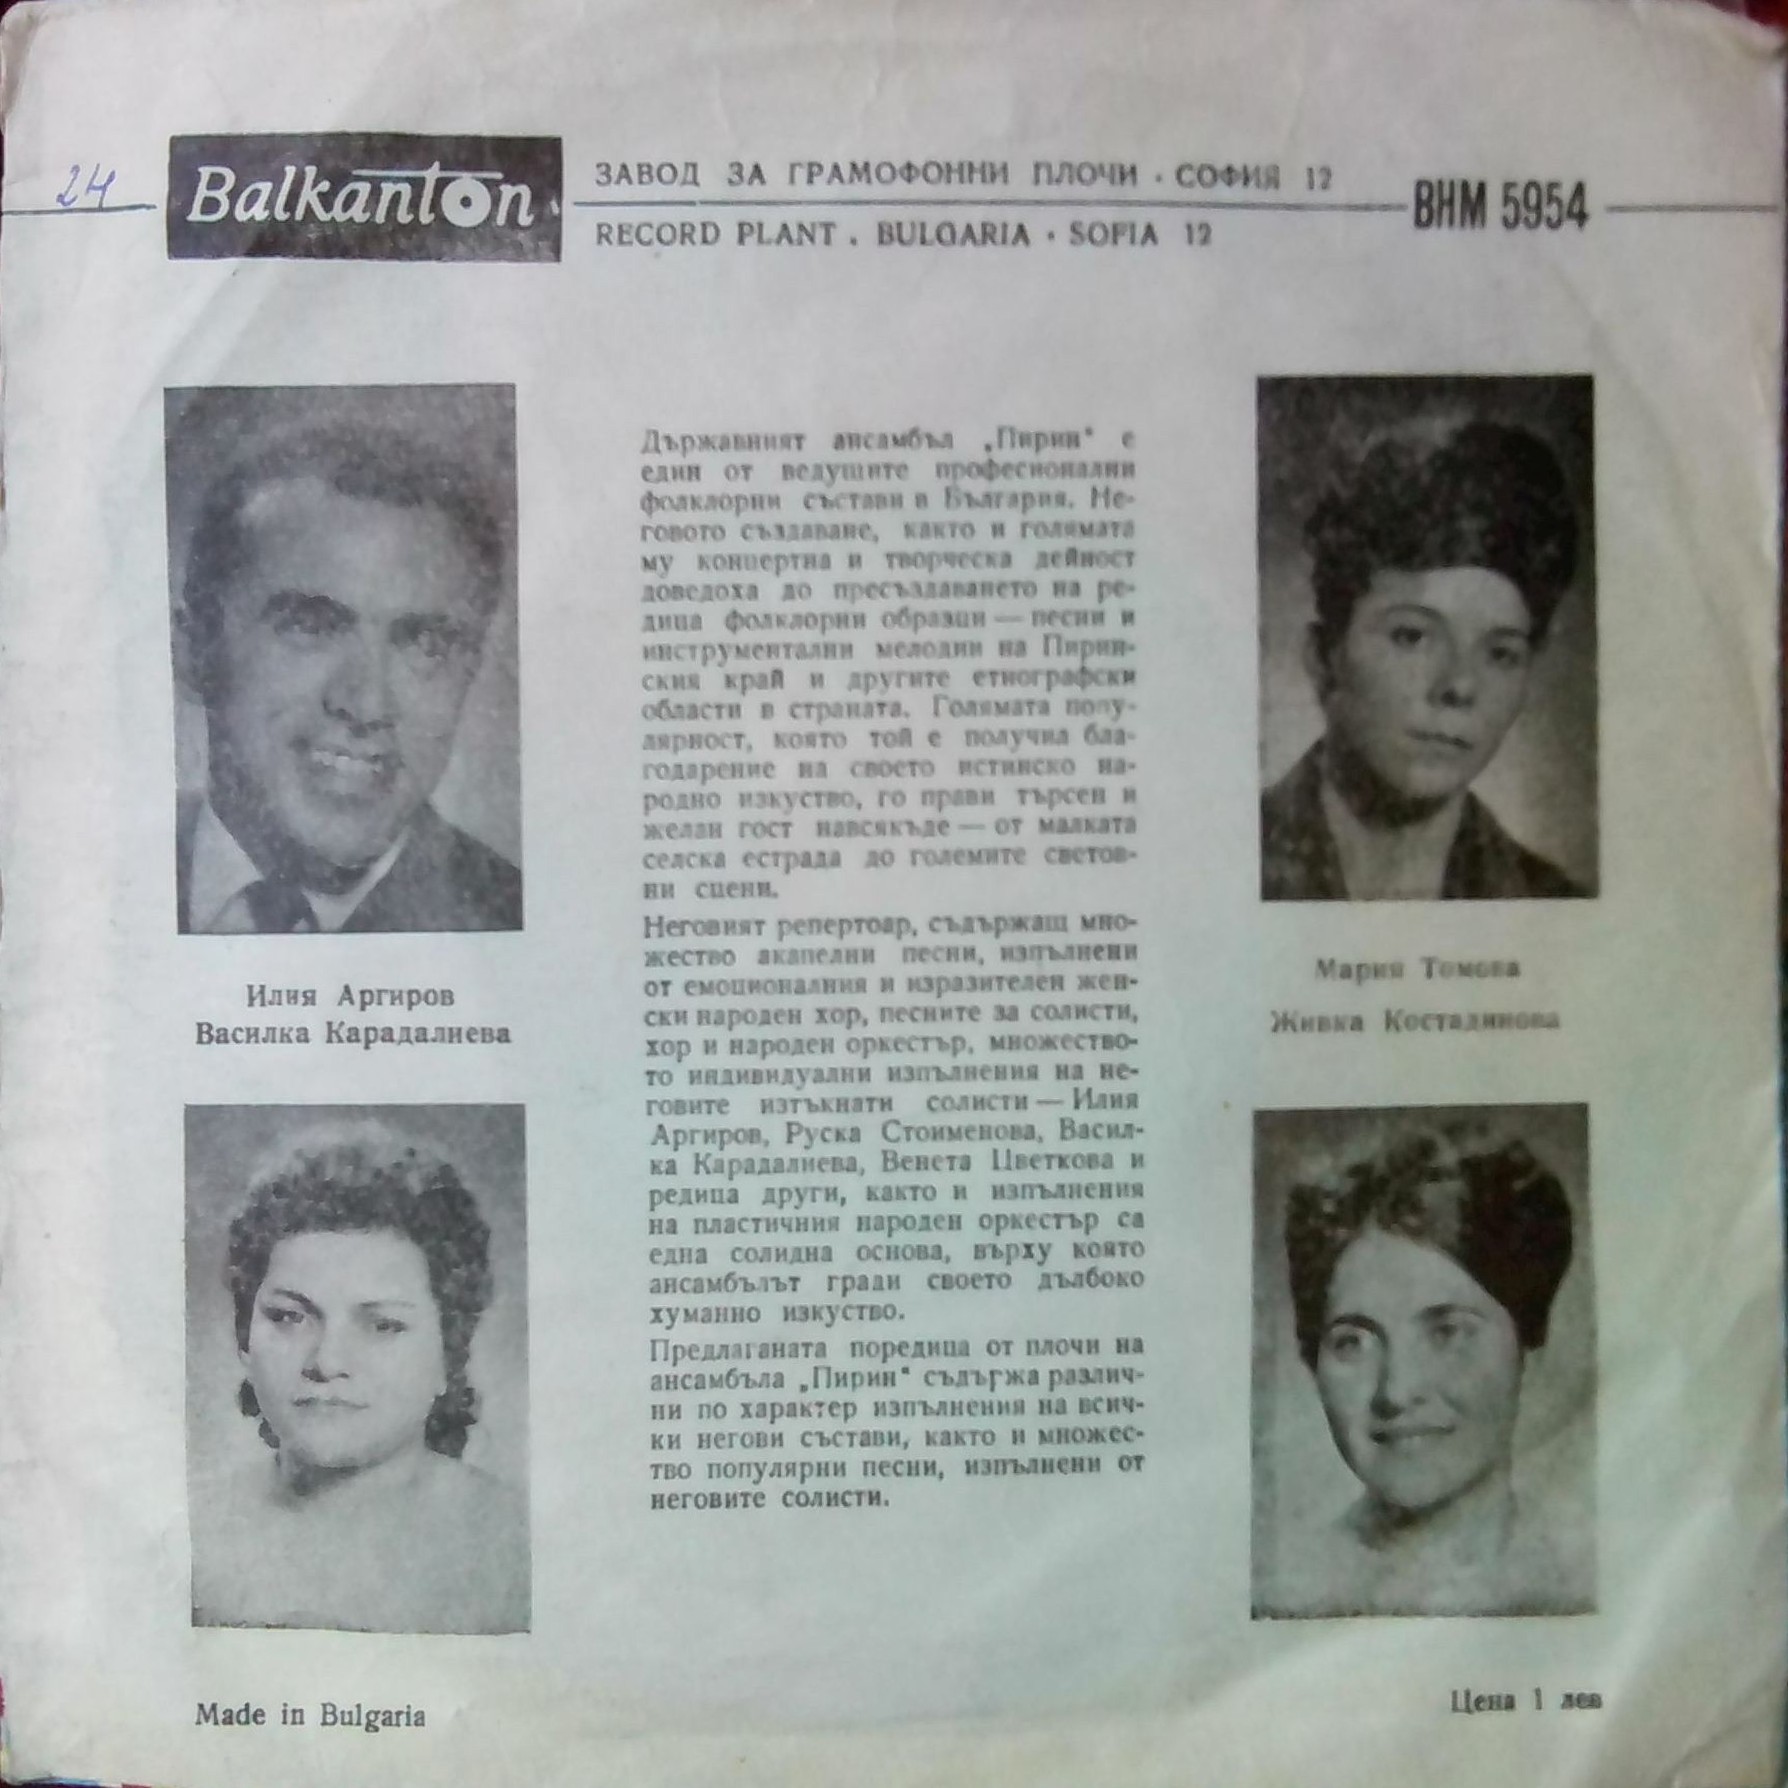 24
Balkanton
ЗАВОД ЗА ГРАМОФОННИ ПЛОЧИ · СОФИЯ 12
RECORD PLANT . BULGARIA · SOFIA 12
ВНМ 5954
Държавният ансамбъл „Пирин“ е
един от ведущите професионални
фолклорни състави в България. Не-
говото създаване, както и голямата
му концертна и творческа дейност
доведоха до пресъздаването на ре-
дица фолклорни образци — песни и
инструментални мелодии на Пирин-
ския край и другите етнографски
области в страната. Голямата попу-
лярност, която той е получил бла-
годарение на своето истинско на-
родно изкуство, го прави търсен и
желан гост навсякъде — от малката
селска естрада до големите светов-
ни сцени.
Неговият репертоар, съдържащ мно-
жество акапелни песни, изпълнени
от емоционалния и изразителен жен-
ски народен хор, песните за солисти,
хор и народен оркестър, множество-
то индивидуални изпълнения на не-
говите изтъкнати солисти — Илия
Аргиров, Руска Стоименова, Васил-
ка Карадалиева, Венета Цветкова и
редица други, както и изпълнения
на пластичния народен оркестър са
една солидна основа, върху която
ансамбълът гради своето дълбоко
хуманно изкуство.
Предлаганата поредица от плочи на
ансамбъла „Пирин“ съдържа различ-
ни по характер изпълнения на всич-
ки негови състави, както и множес-
тво популярни песни, изпълнени от
неговите солисти.
Илия Аргиров
Василка Карадалиева
Мария Томова
Живка Костадинова
Made in Bulgaria
Цена 1 лев